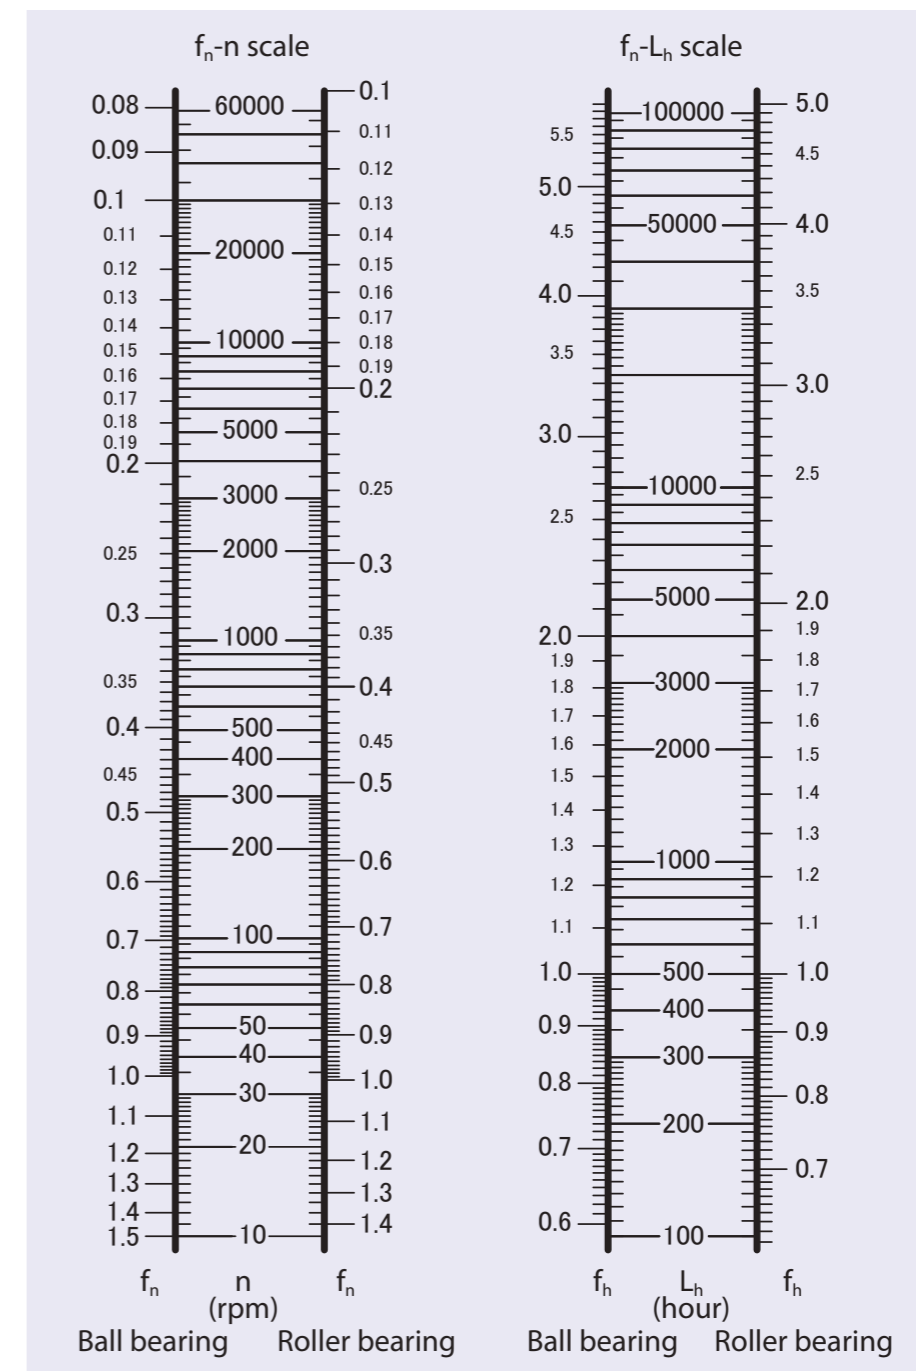 fn-n scale fn-Lh scale
0.08 60000 0.1 100000 5.0
0.11 5.5
0.09 4.5
0.12
0.1 0.13 5.0
0.11 0.14 4.5 50000 4.0
20000
0.12 0.15
0.13 0.16 4.0 3.5
0.14 0.17
0.15 10000 0.18 3.5
0.16 0.19
0.17 0.2 3.0
0.18 5000
0.19 3.0
0.2
3000 0.25 10000 2.5
2.5
0.25 2000 0.3
0.3 5000 2.0
1000 0.35 2.0 1.9
1.9 1.8
0.35 0.4 1.8 3000 1.7
0.4 500 1.7 1.6
400 0.45 1.6 2000 1.5
0.45 0.5 1.5
300 1.4
0.5 1.4
200 1.3 1.3
0.6 1000
0.6 1.2 1.2
0.7 100 0.7 1.1 1.1
0.8 0.8 1.0 500 1.0
0.9 50 0.9 0.9 400 0.9
40 300
1.0 30 1.0 0.8 0.8
1.1 1.1 200
1.2 20 1.2 0.7 0.7
1.3 1.3
1.4 1.4 0.6
1.5 10 100
fn n fn fh Lh fh
(rpm) (hour)
Ball bearing Roller bearing Ball bearing Roller bearing